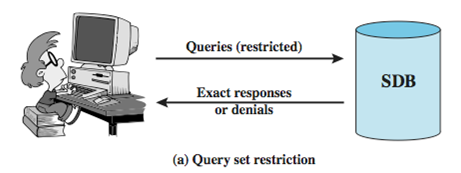 Queries (restricted)
SDB
Exact responses
or denials
(a) Query set restriction